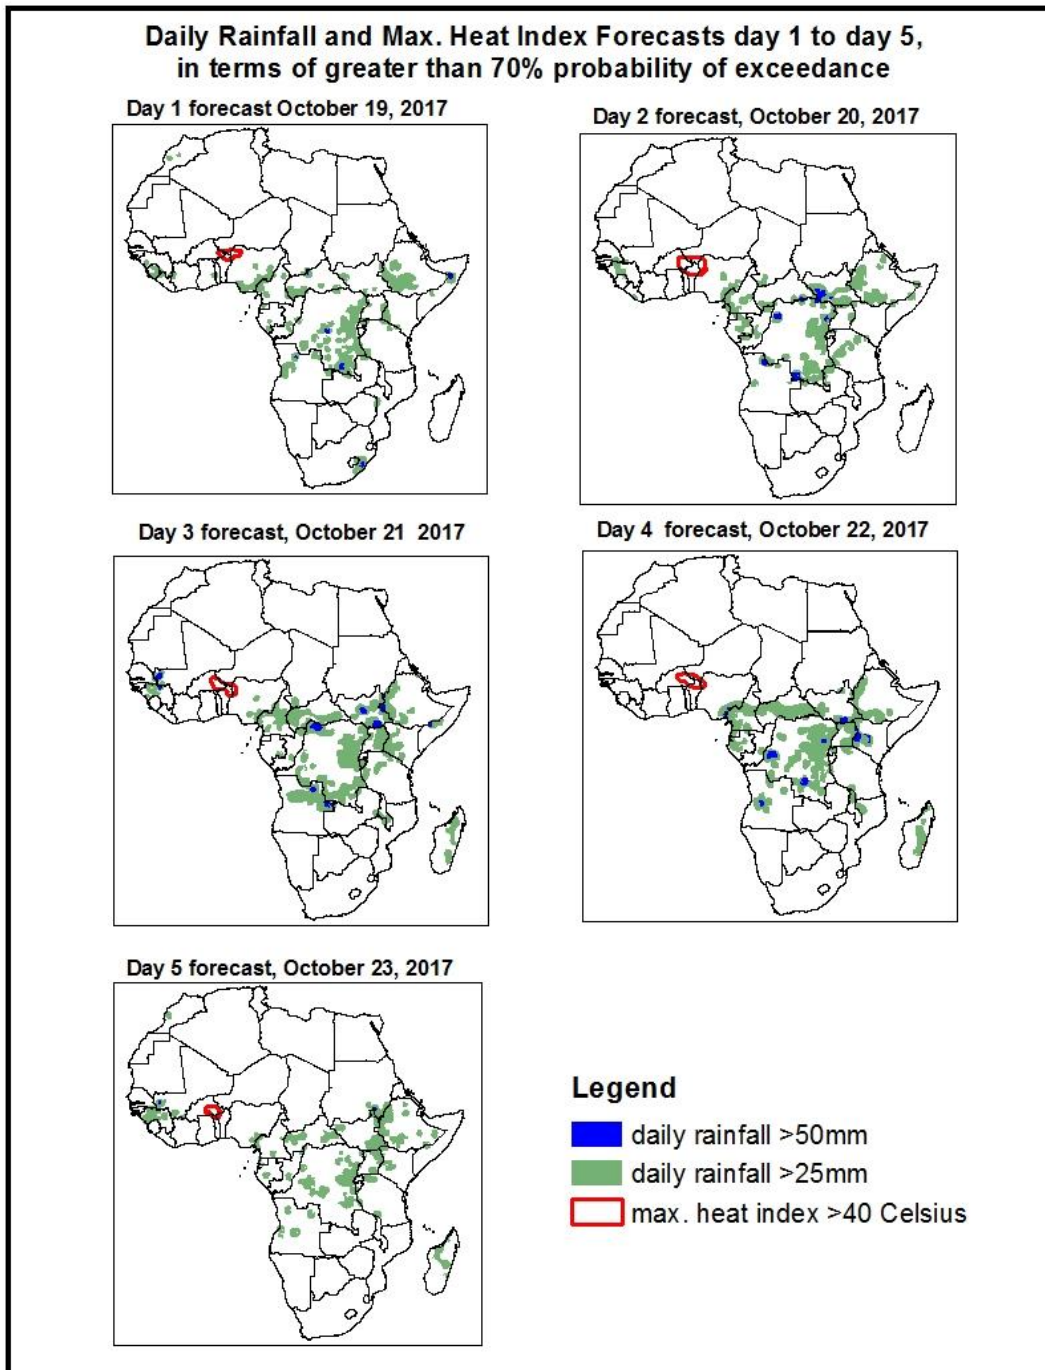 Daily Rainfall and Max. Heat Index Forecasts day 1 to day 5,
in terms of greater than 70% probability of exceedance
Day 1 forecast October 19, 2017
Day 2 forecast, October 20, 2017
Day 3 forecast, October 21 2017
Day 4 forecast, October 22, 2017
Day 5 forecast, October 23, 2017
Legend
daily rainfall >50mm
daily rainfall >25mm
max. heat index >40 Celsius